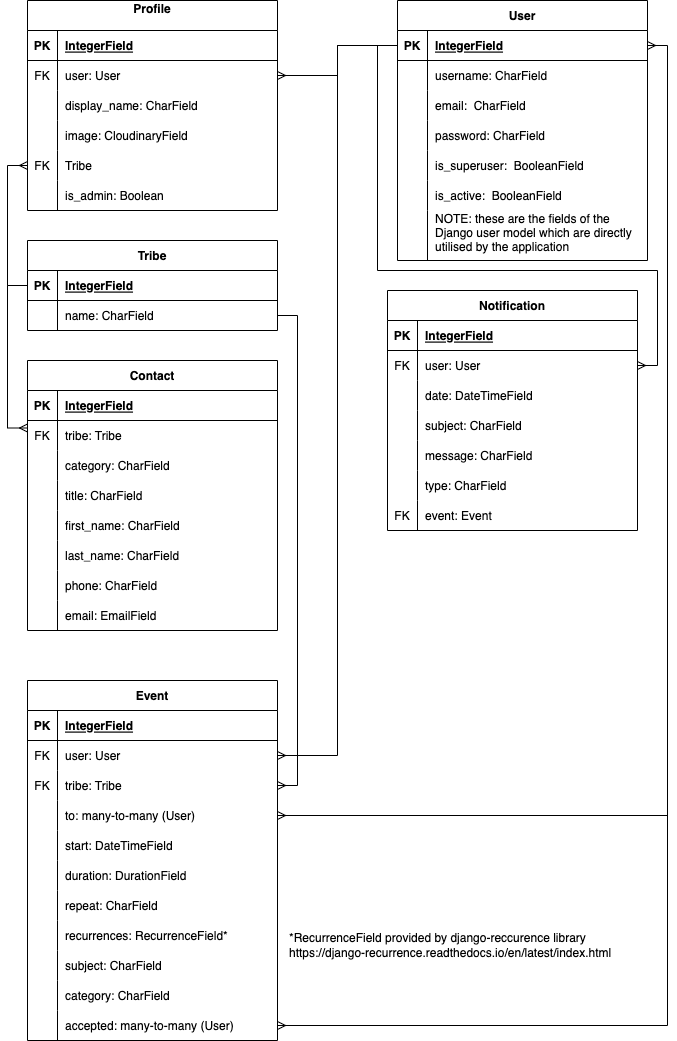 Profile
PK IntegerField
FK user: User
display_name: CharField
image: CloudinaryField
FK Tribe
is_admin: Boolean
User
PK IntegerField
username: CharField
email:  CharField
password: CharField
is_superuser:  BooleanField
is_active:  BooleanField
NOTE: these are the fields of the
Django user model which are directly
utilised by the application
Tribe
PK IntegerField
name: CharField
Notification
PK IntegerField
FK user: User
date: DateTimeField
subject: CharField
message: CharField
type: CharField
FK event: Event
Contact
PK IntegerField
FK tribe: Tribe
category: CharField
title: CharField
first_name: CharField
last_name: CharField
phone: CharField
email: EmailField
Event
PK IntegerField
FK user: User
FK tribe: Tribe
to: many-to-many (User)
start: DateTimeField
duration: DurationField
repeat: CharField
recurrences: RecurrenceField*
subject: CharField
category: CharField
accepted: many-to-many (User)
*RecurrenceField provided by django-reccurence library
https://django-recurrence.readthedocs.io/en/latest/index.html